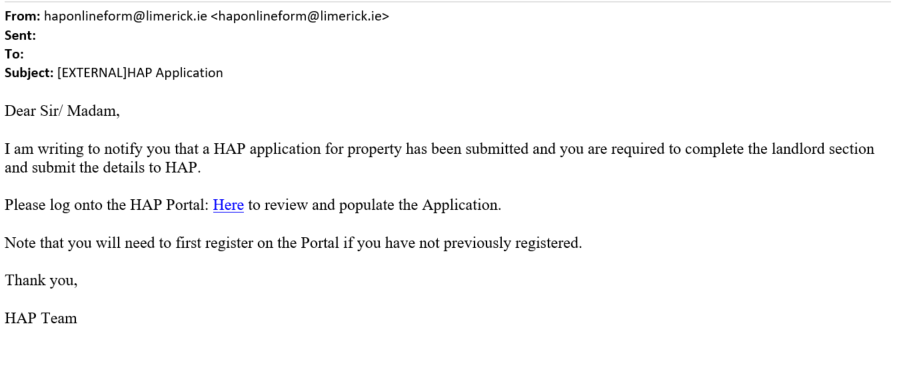 From: haponlineform@limerick.ie <haponlineform@limerick.ie>
Sent:
To:
Subject: [EXTERNAL]HAP Application
Dear Sir/ Madam,
I am writing to notify you that a HAP application for property has been submitted and you are required to complete the landlord section
and submit the details to HAP.
Please log onto the HAP Portal: Here to review and populate the Application.
Note that you will need to first register on the Portal if you have not previously registered.
Thank you,
HAP Team